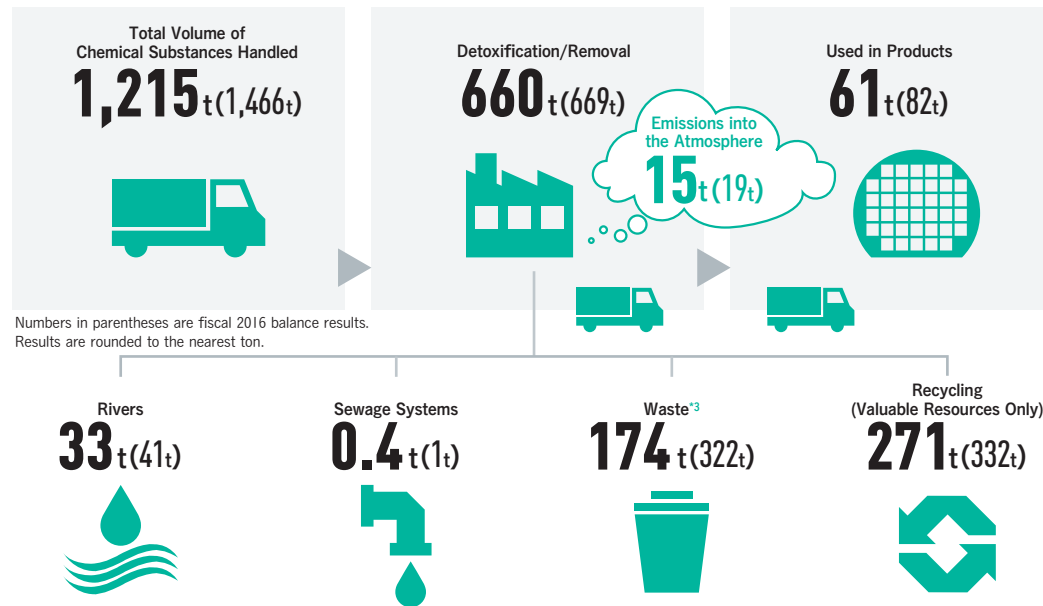 Total Volume of
Chemical Substances Handled
1,215t(1,466t)
Detoxification/Removal
660t(669t)
Emissions into
the Atmosphere
15t(19t)
Used in Products
61t(82t)
Numbers in parentheses are fiscal 2016 balance results.
Results are rounded to the nearest ton.
Rivers
33t(41t)
Sewage Systems
0.4t(1t)
Waste*3
174t(322t)
Recycling
(Valuable Resources Only)
271t(332t)